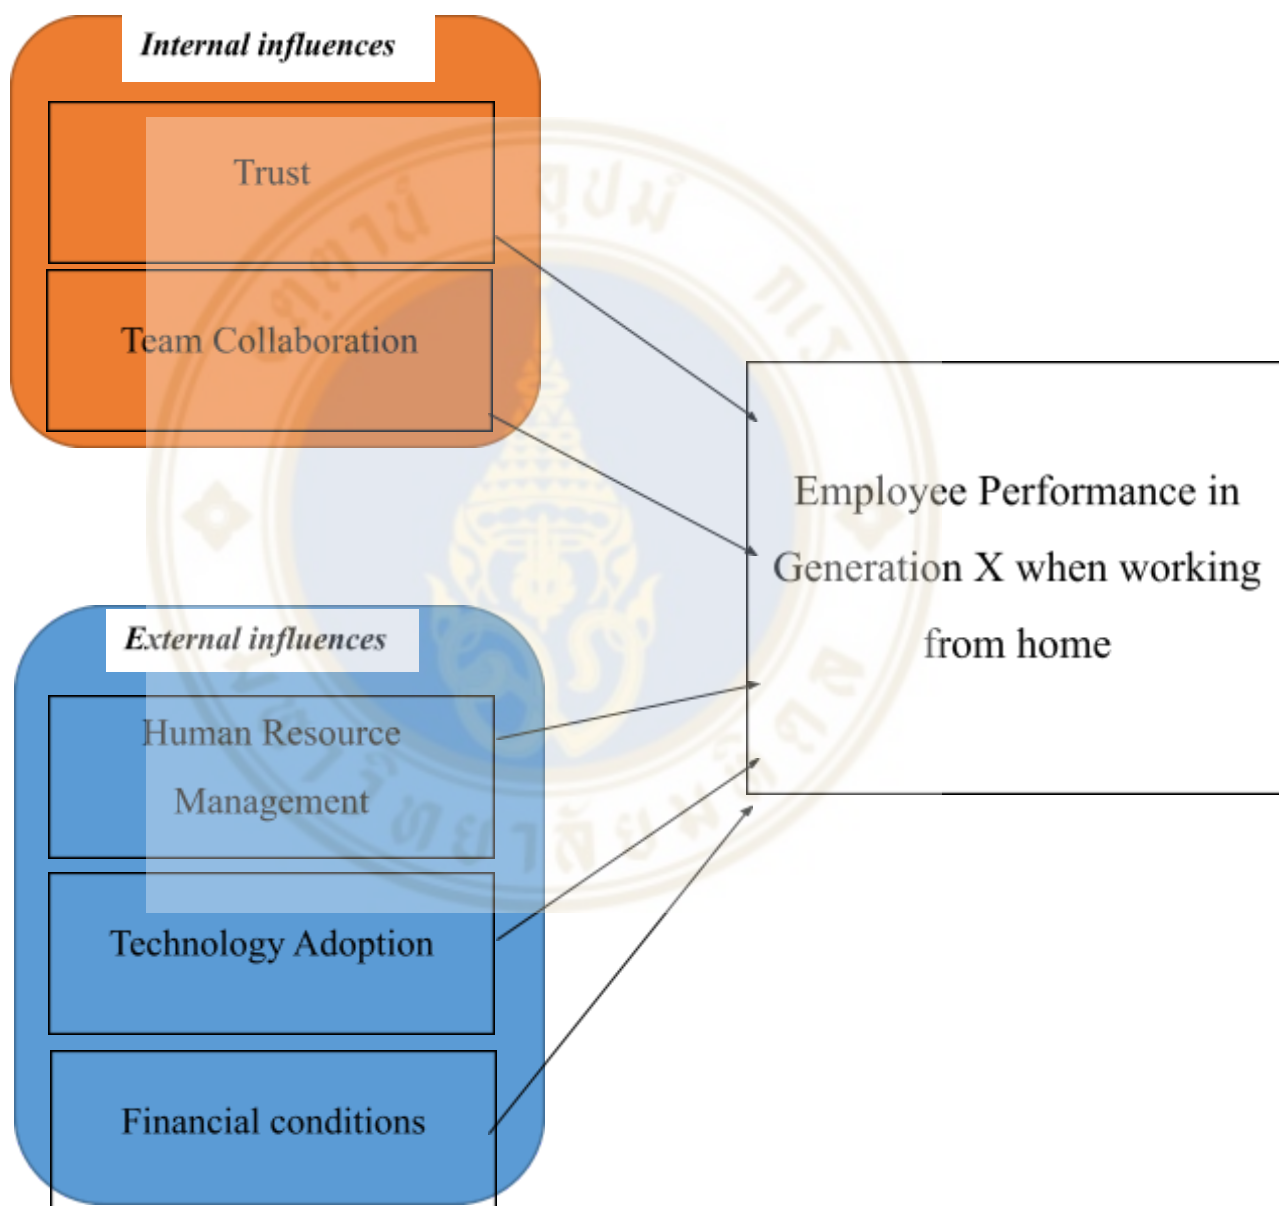 Internal influences
Trust
Team Collaboration
Employee Performance in
Generation X when working
from home
External influences
Human Resource
Management
Technology Adoption
Financial conditions